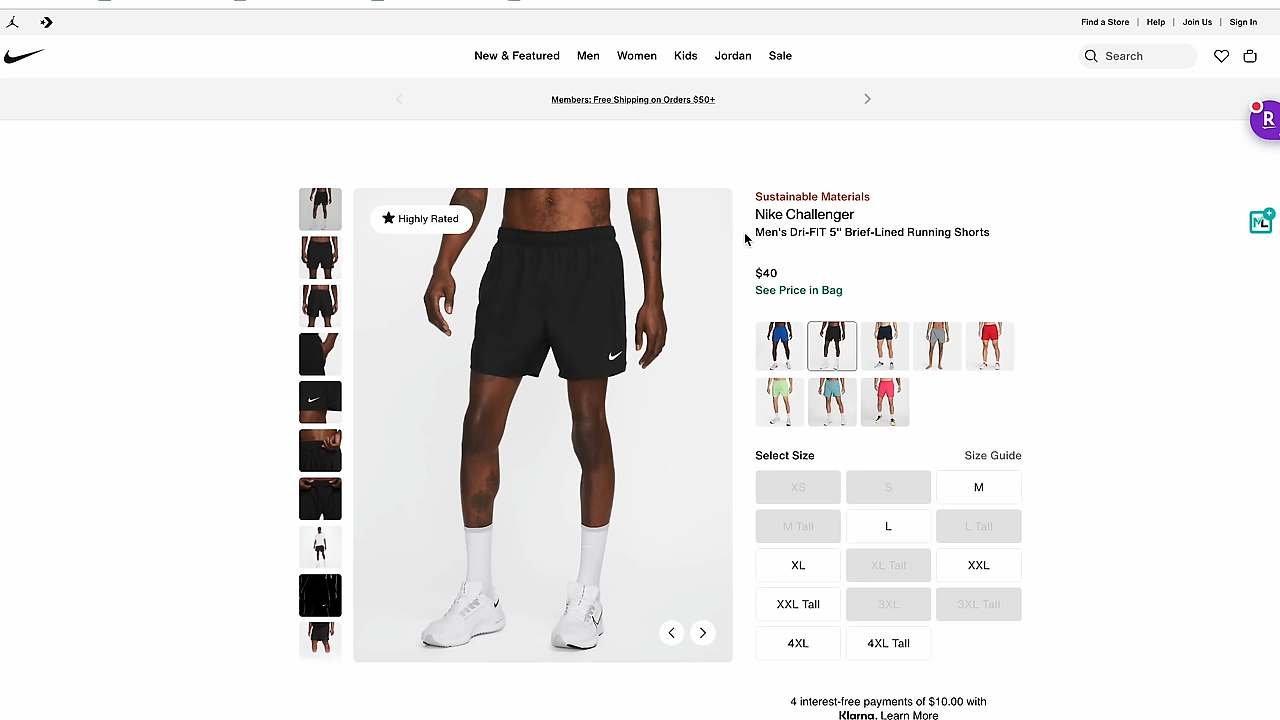 Find a Store | Help | Join Us | Sign In
New & Featured Men Women Kids Jordan Sale
Search
Members: Free Shipping on Orders $50+
R
ML
Highly Rated
Sustainable Materials
Nike Challenger
Men's Dri-FIT 5" Brief-Lined Running Shorts
$40
See Price in Bag
Select Size Size Guide
XS S M
M Tall L L Tall
XL XL Tall XXL
XXL Tall 3XL 3XL Tall
4XL 4XL Tall
4 interest-free payments of $10.00 with
Klarna. Learn More